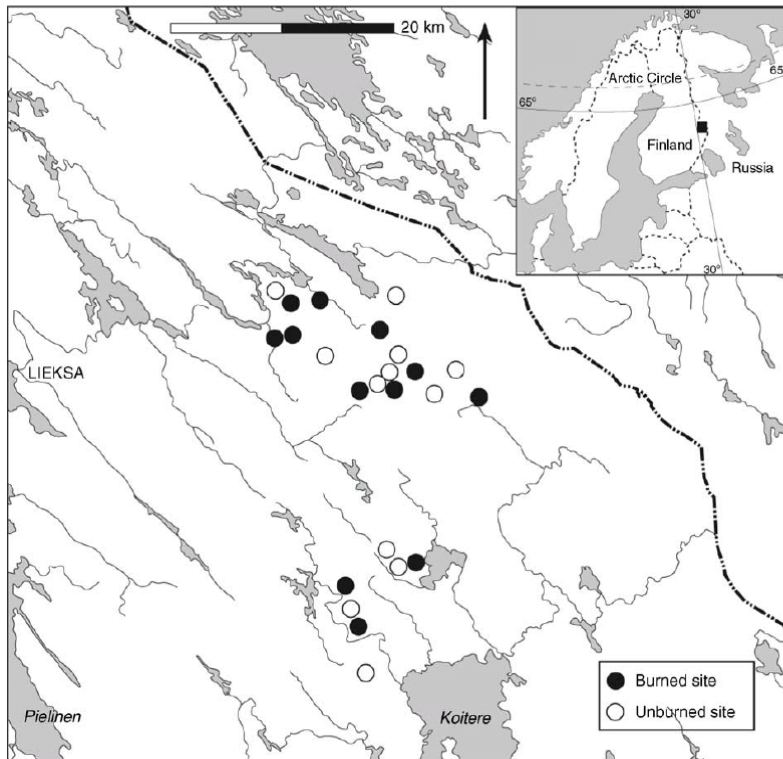 20 km
30°
Arctic Circle
65°
65
Finland
Russia
30°
LIEKSA
Burned site
Unburned site
Pielinen
Koitere